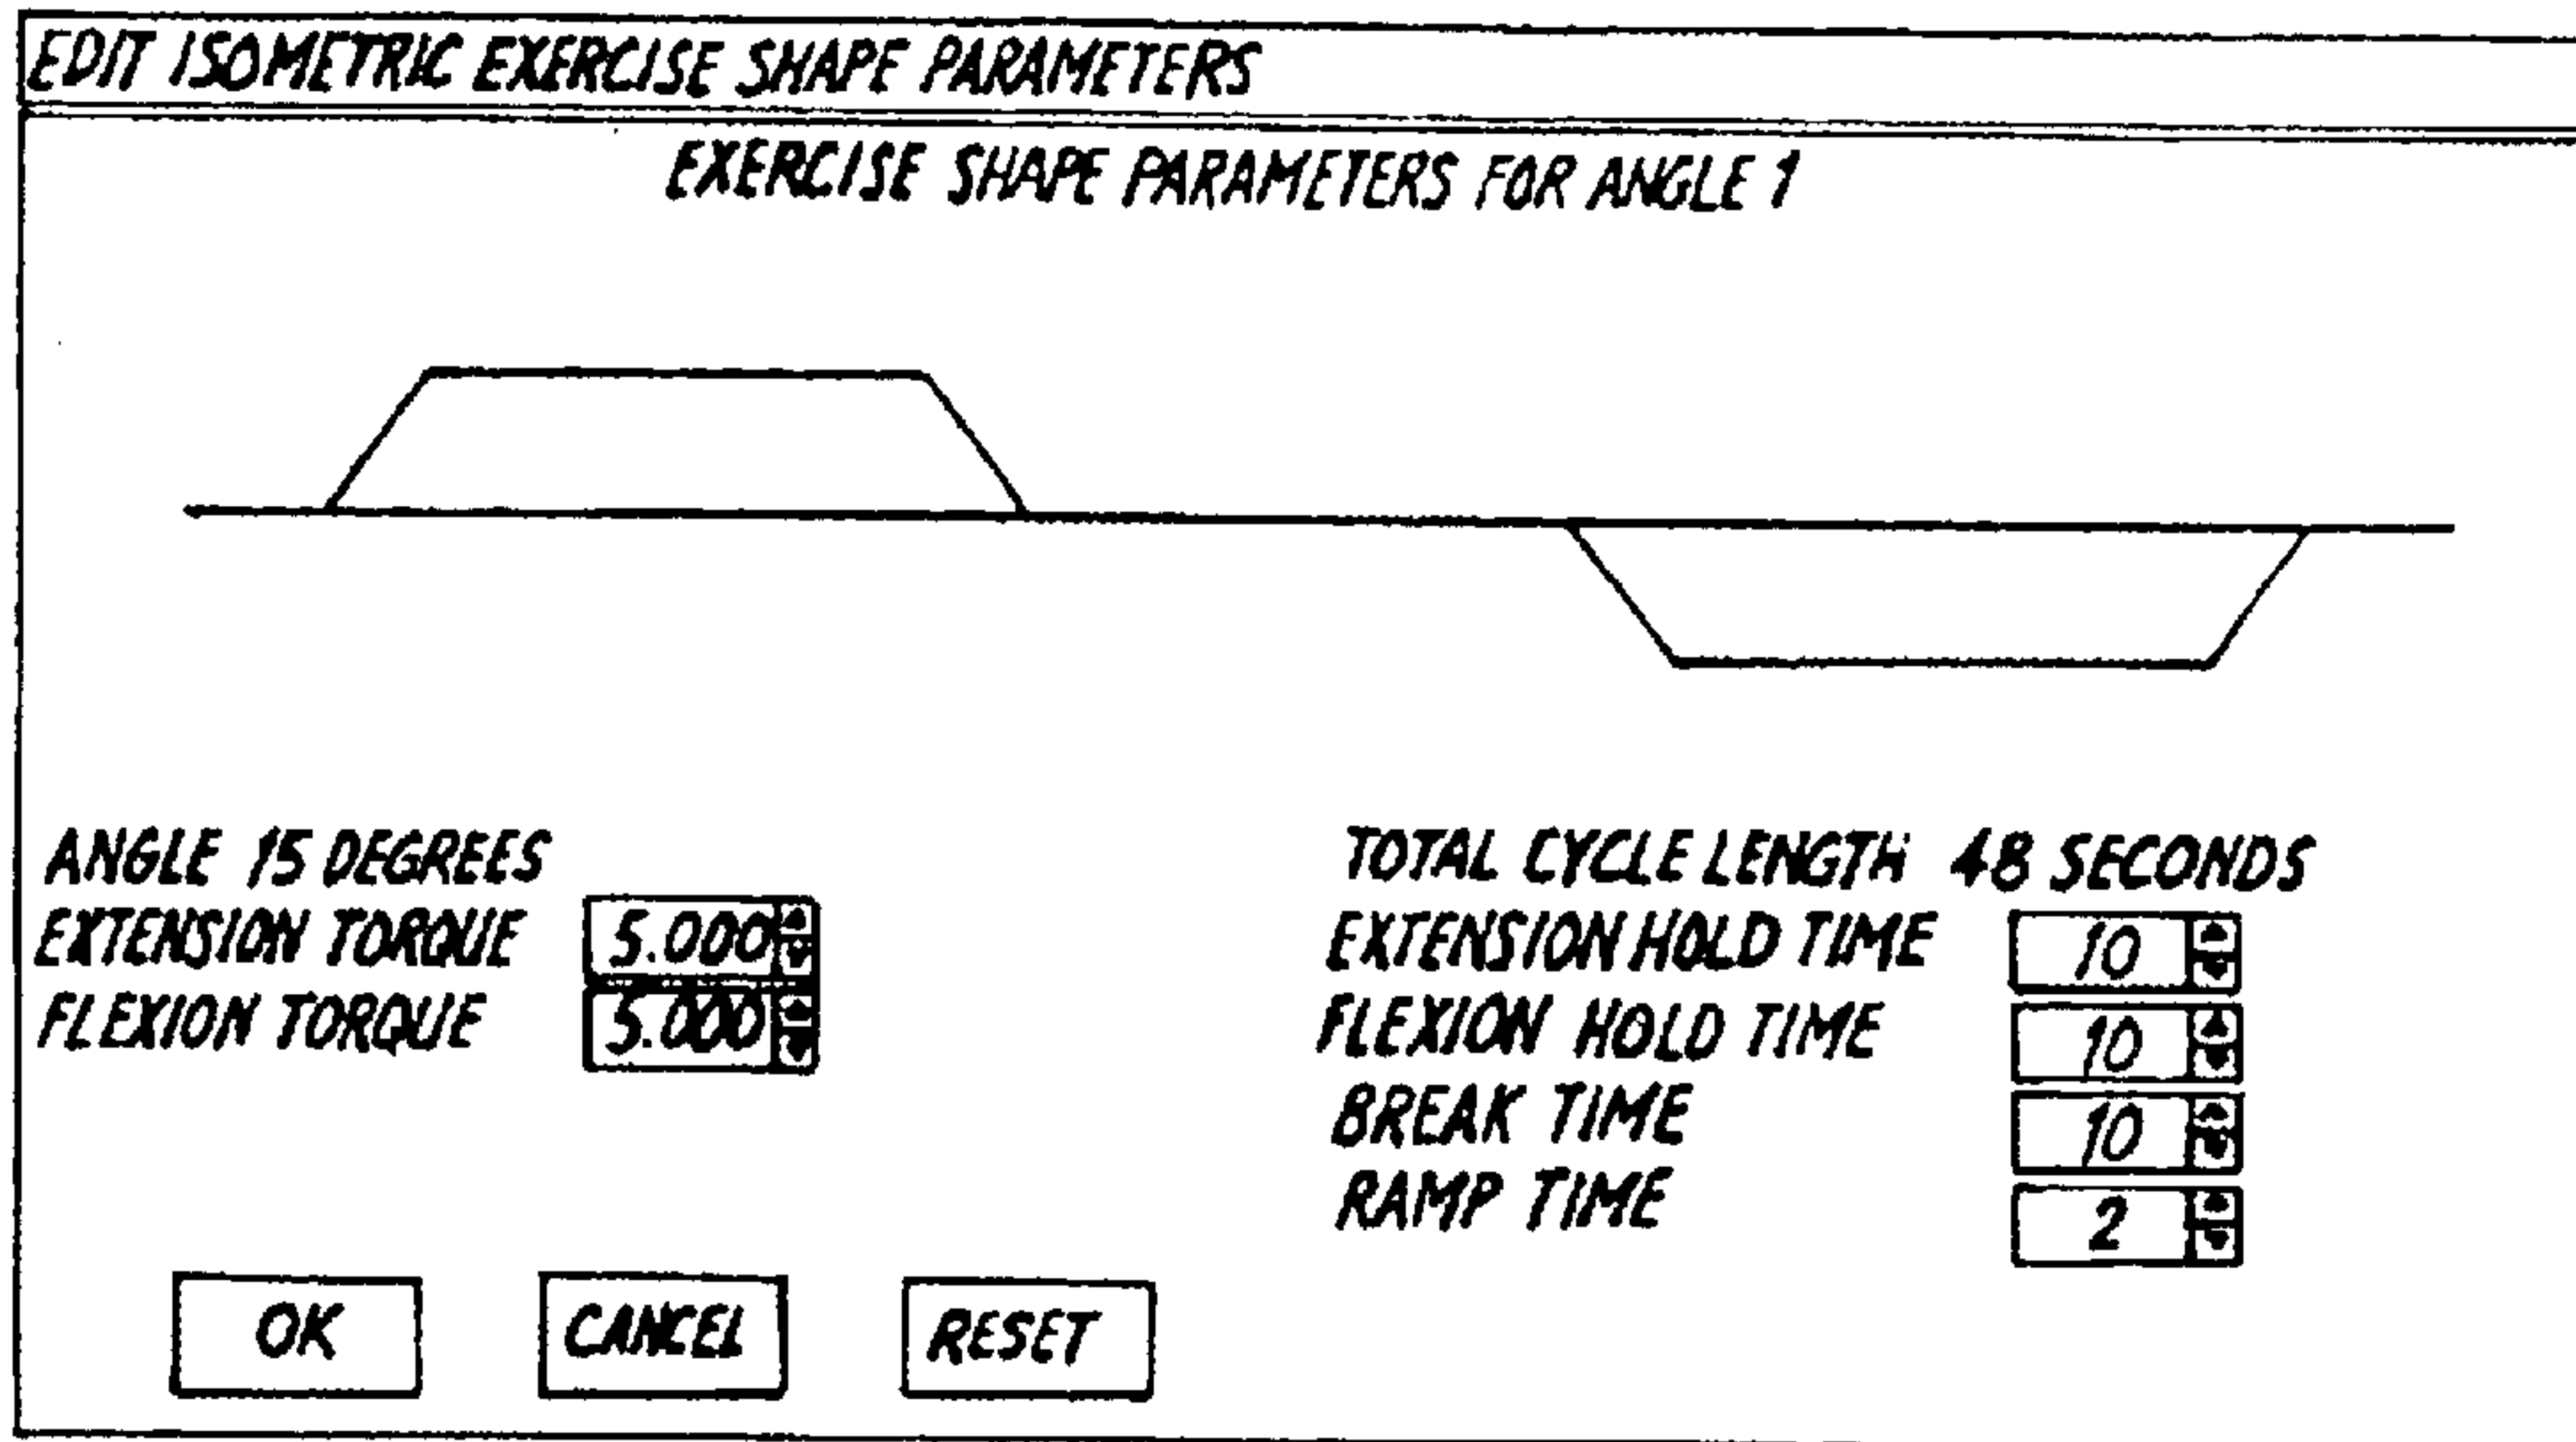 EDIT ISOMETRIC EXERCISE SHAPE PARAMETERS
EXERCISE SHAPE PARAMETERS FOR ANGLE 1
ANGLE 15 DEGREES
EXTENSION TORQUE 5.000
FLEXION TORQUE 5.000
TOTAL CYCLE LENGTH 48 SECONDS
EXTENSION HOLD TIME 10
FLEXION HOLD TIME 10
BREAK TIME 10
RAMP TIME 2
OK CANCEL RESET